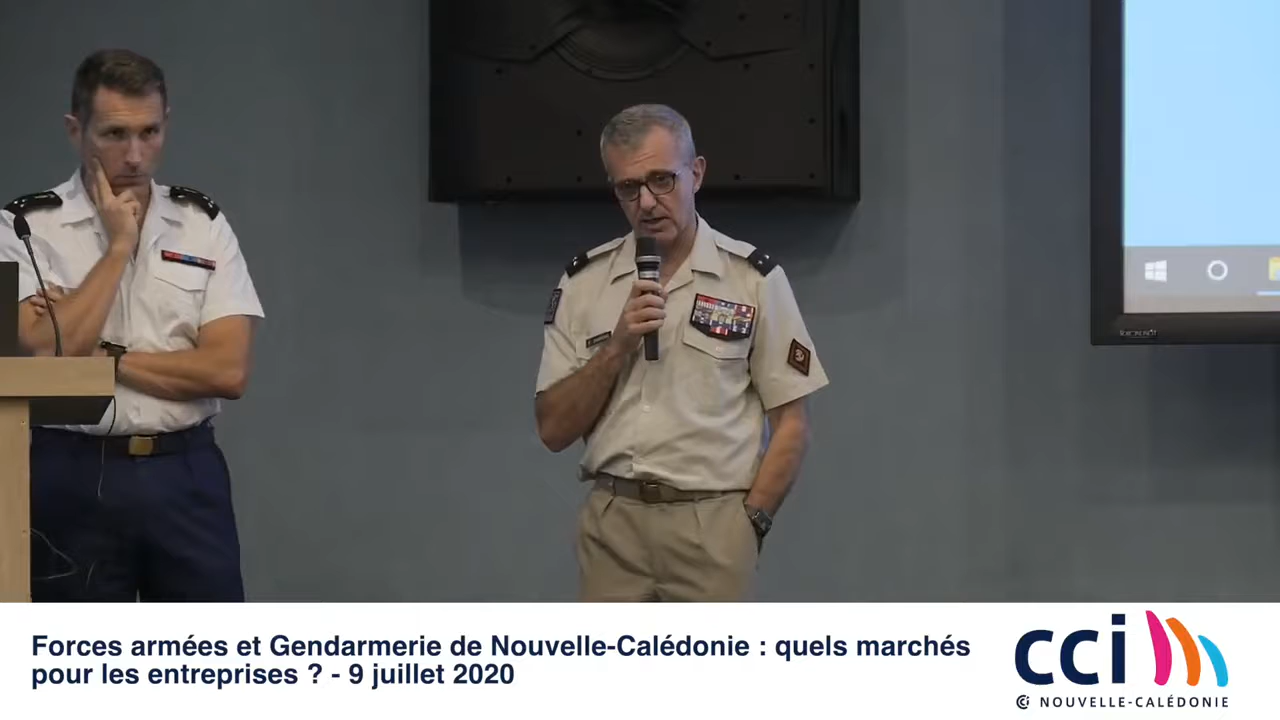 Forces armées et Gendarmerie de Nouvelle-Calédonie : quels marchés
pour les entreprises ? - 9 juillet 2020
cci
NOUVELLE-CALÉDONIE